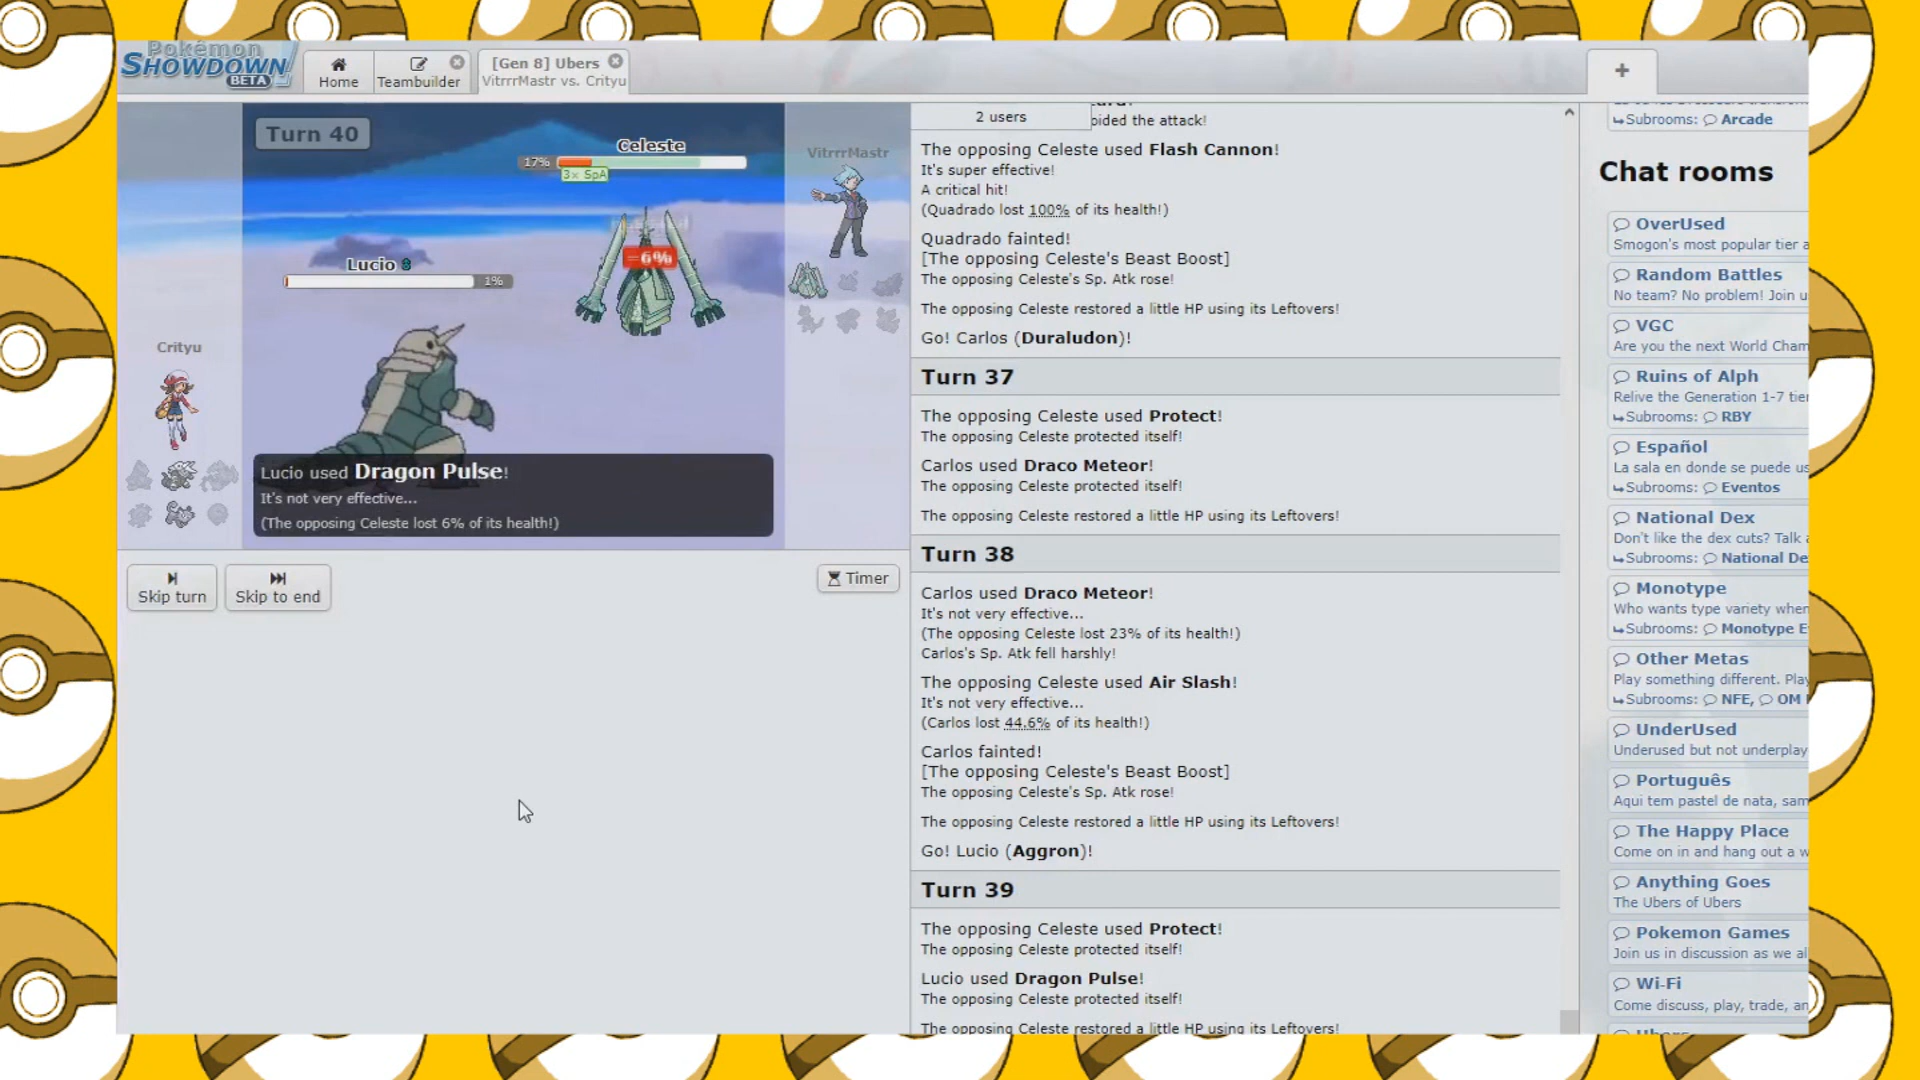 Pokémon
SHOWDOWN!
BETA
Home
Teambuilder
[Gen 8] Ubers
VitrrrMastr vs. Crityu
+
Turn 40
Celeste
17%
3× SpA
-6%
Lucio
1%
VitrrrMastr
Crityu
Lucio used Dragon Pulse!
It's not very effective...
(The opposing Celeste lost 6% of its health!)
Skip turn
Skip to end
Timer
2 users
oided the attack!
The opposing Celeste used Flash Cannon!
It's super effective!
A critical hit!
(Quadrado lost 100% of its health!)
Quadrado fainted!
[The opposing Celeste's Beast Boost]
The opposing Celeste's Sp. Atk rose!
The opposing Celeste restored a little HP using its Leftovers!
Go! Carlos (Duraludon)!
Turn 37
The opposing Celeste used Protect!
The opposing Celeste protected itself!
Carlos used Draco Meteor!
The opposing Celeste protected itself!
The opposing Celeste restored a little HP using its Leftovers!
Turn 38
Carlos used Draco Meteor!
It's not very effective...
(The opposing Celeste lost 23% of its health!)
Carlos's Sp. Atk fell harshly!
The opposing Celeste used Air Slash!
It's not very effective...
(Carlos lost 44.6% of its health!)
Carlos fainted!
[The opposing Celeste's Beast Boost]
The opposing Celeste's Sp. Atk rose!
The opposing Celeste restored a little HP using its Leftovers!
Go! Lucio (Aggron)!
Turn 39
The opposing Celeste used Protect!
The opposing Celeste protected itself!
Lucio used Dragon Pulse!
The opposing Celeste protected itself!
The opposing Celeste restored a little HP using its Leftovers!
Subrooms: Arcade
Chat rooms
OverUsed
Smogon's most popular tier a
Random Battles
No team? No problem! Join u
VGC
Are you the next World Cham
Ruins of Alph
Relive the Generation 1-7 tier
Subrooms: RBY
Español
La sala en donde se puede us
Subrooms: Eventos
National Dex
Don't like the dex cuts? Talk a
Subrooms: National De
Monotype
Who wants type variety when
Subrooms: Monotype E
Other Metas
Play something different. Play
Subrooms: NFE, OM
UnderUsed
Underused but not underplay
Português
Aqui tem pastel de nata, sam
The Happy Place
Come on in and hang out a w
Anything Goes
The Ubers of Ubers
Pokemon Games
Join us in discussion as we al
Wi-Fi
Come discuss, play, trade, an